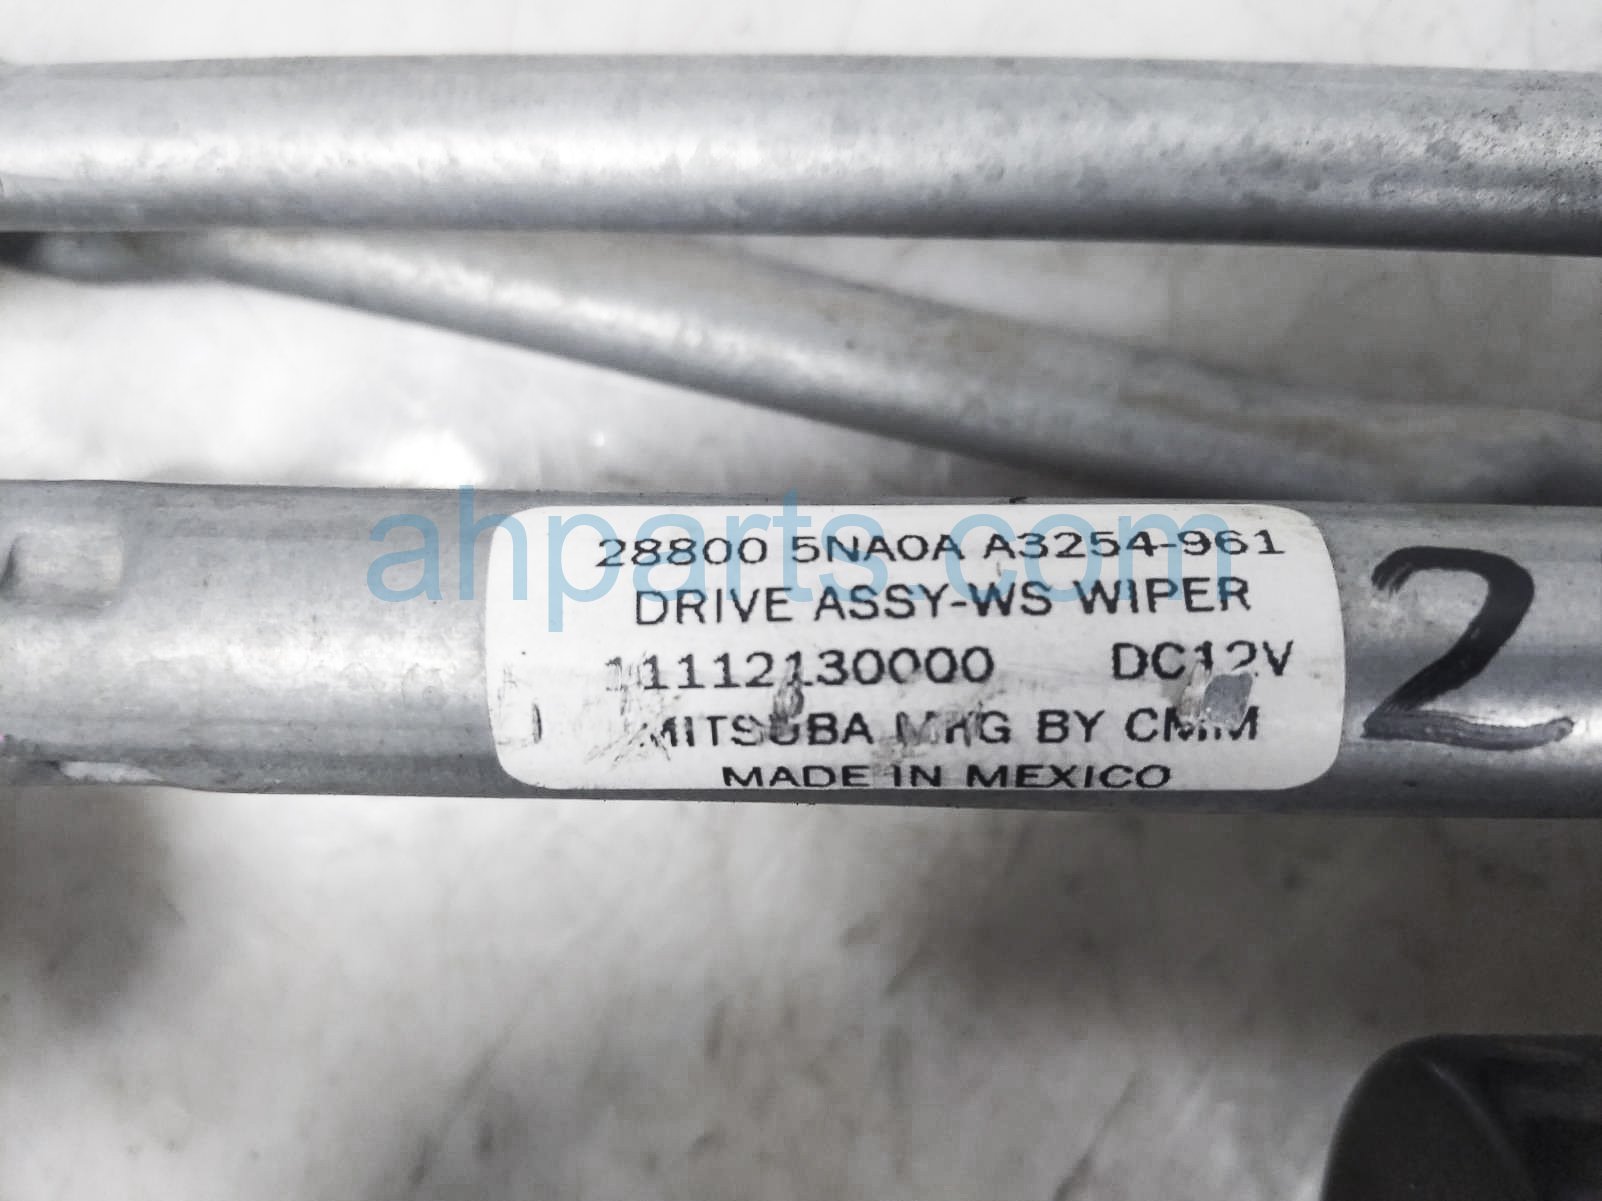 28800 5NA0A A3254-961
DRIVE ASSY-WS WIPER
11112130000 DC12V
MITSUBA MFG BY CMM
MADE IN MEXICO
2
ahparts.com